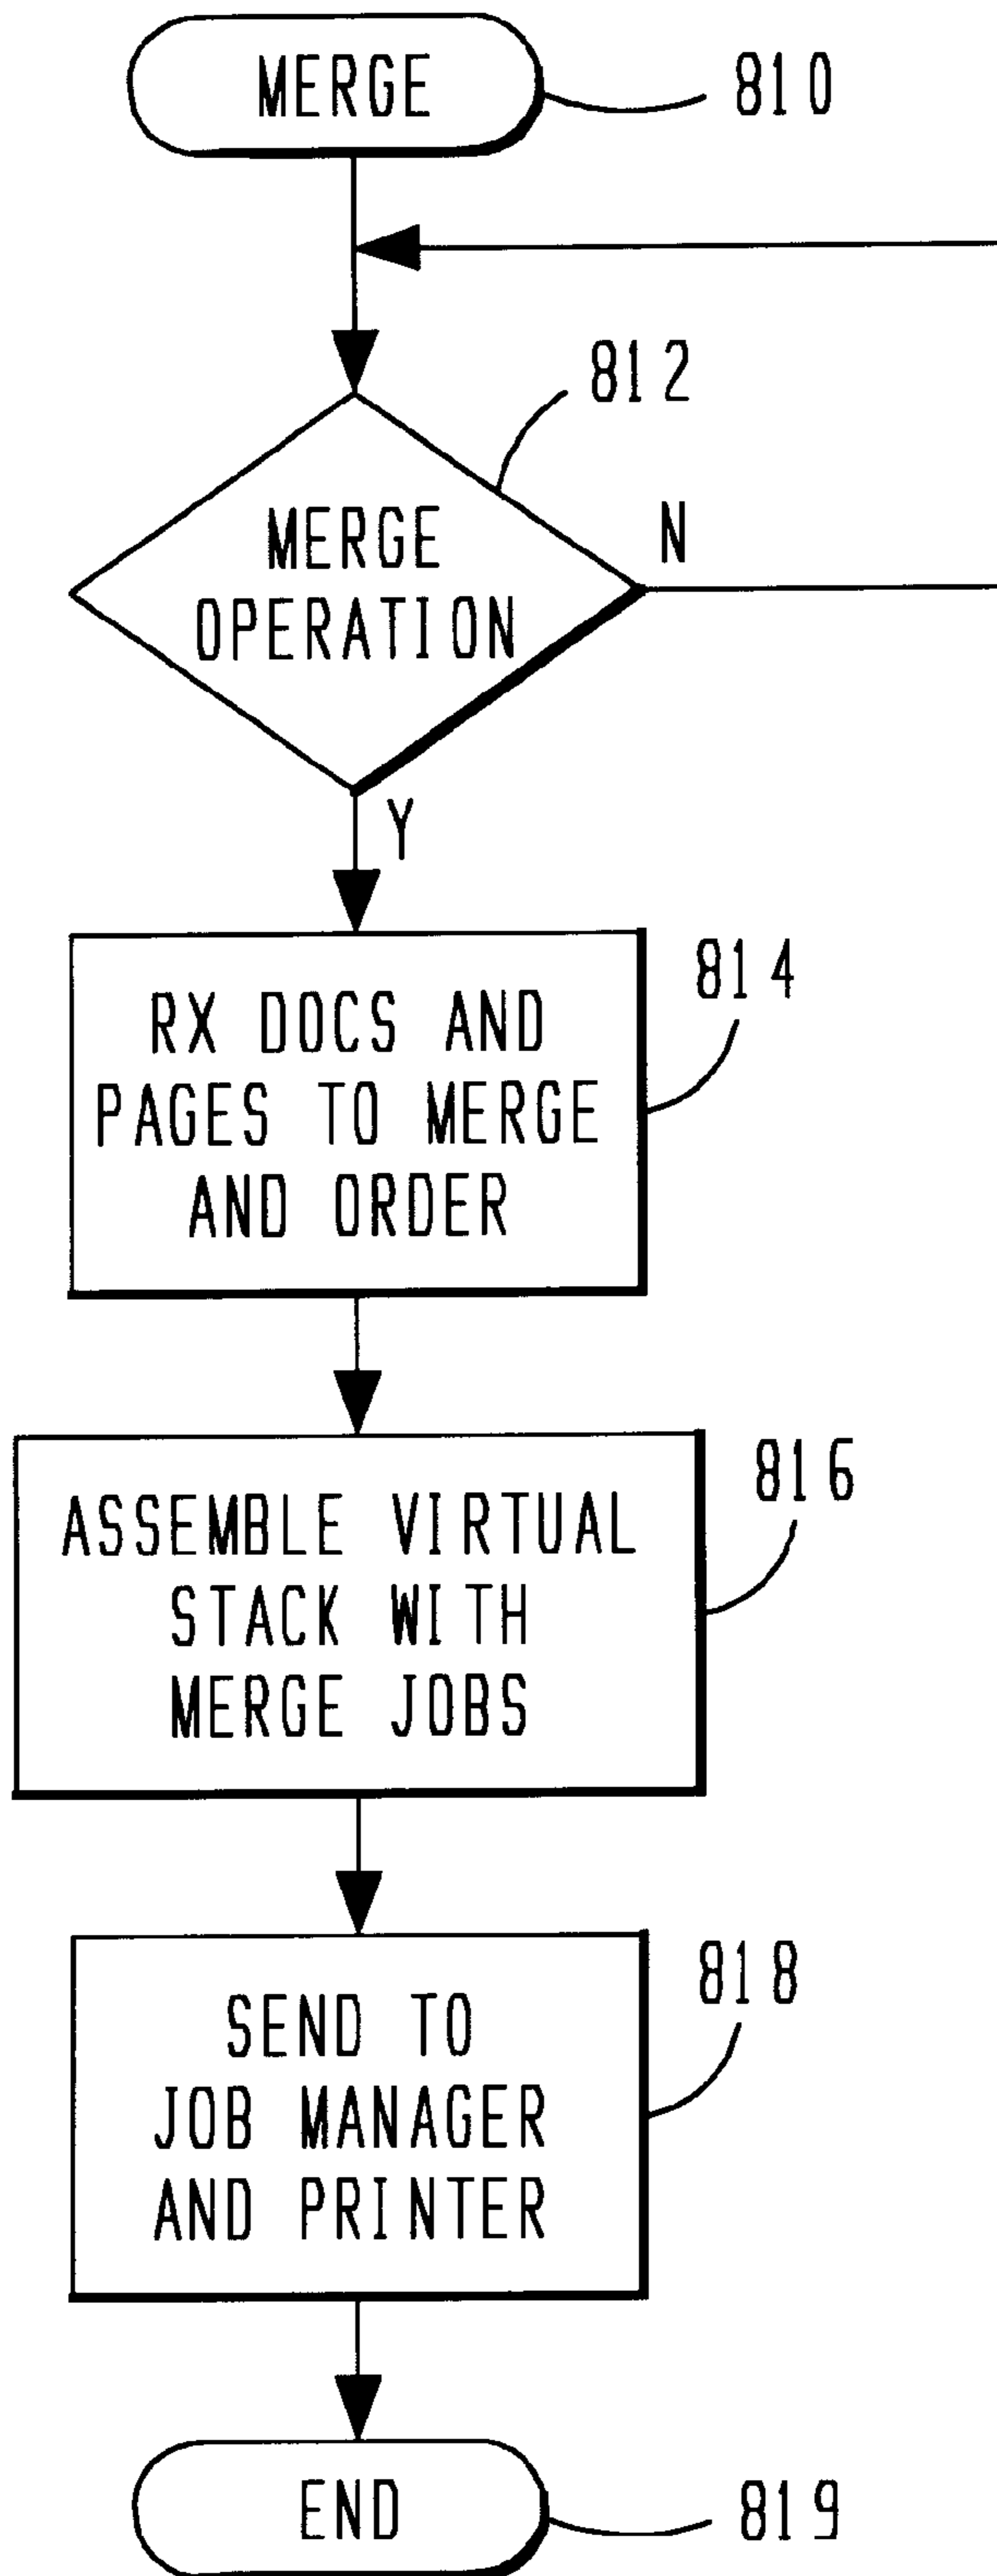 MERGE
810
812
MERGE
OPERATION
N
Y
814
RX DOCS AND
PAGES TO MERGE
AND ORDER
816
ASSEMBLE VIRTUAL
STACK WITH
MERGE JOBS
818
SEND TO
JOB MANAGER
AND PRINTER
END
819